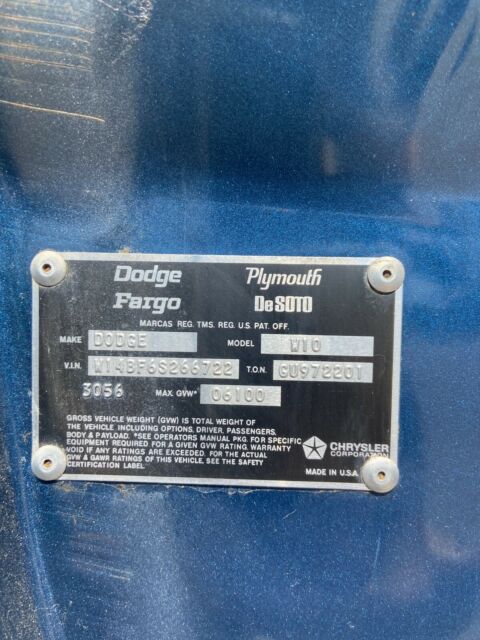 Dodge Plymouth
Fargo De SOTO
MARCAS REG. TMS. REG. U.S. PAT. OFF.
MAKE DODGE MODEL W10
V.I.N. W14BF6S266722 T.O.N. GU972201
3056 MAX. GVW* 06100
GROSS VEHICLE WEIGHT (GVW) IS TOTAL WEIGHT OF
THE VEHICLE INCLUDING OPTIONS, DRIVER, PASSENGERS,
BODY & PAYLOAD. *SEE OPERATORS MANUAL PKG. FOR SPECIFIC
EQUIPMENT REQUIRED FOR A GIVEN GVW RATING. WARRANTY
VOID IF ANY RATINGS ARE EXCEEDED. FOR THE ACTUAL
GVW & GAWR RATINGS OF THIS VEHICLE, SEE THE SAFETY
CERTIFICATION LABEL.
CHRYSLER
CORPORATION
MADE IN U.S.A.